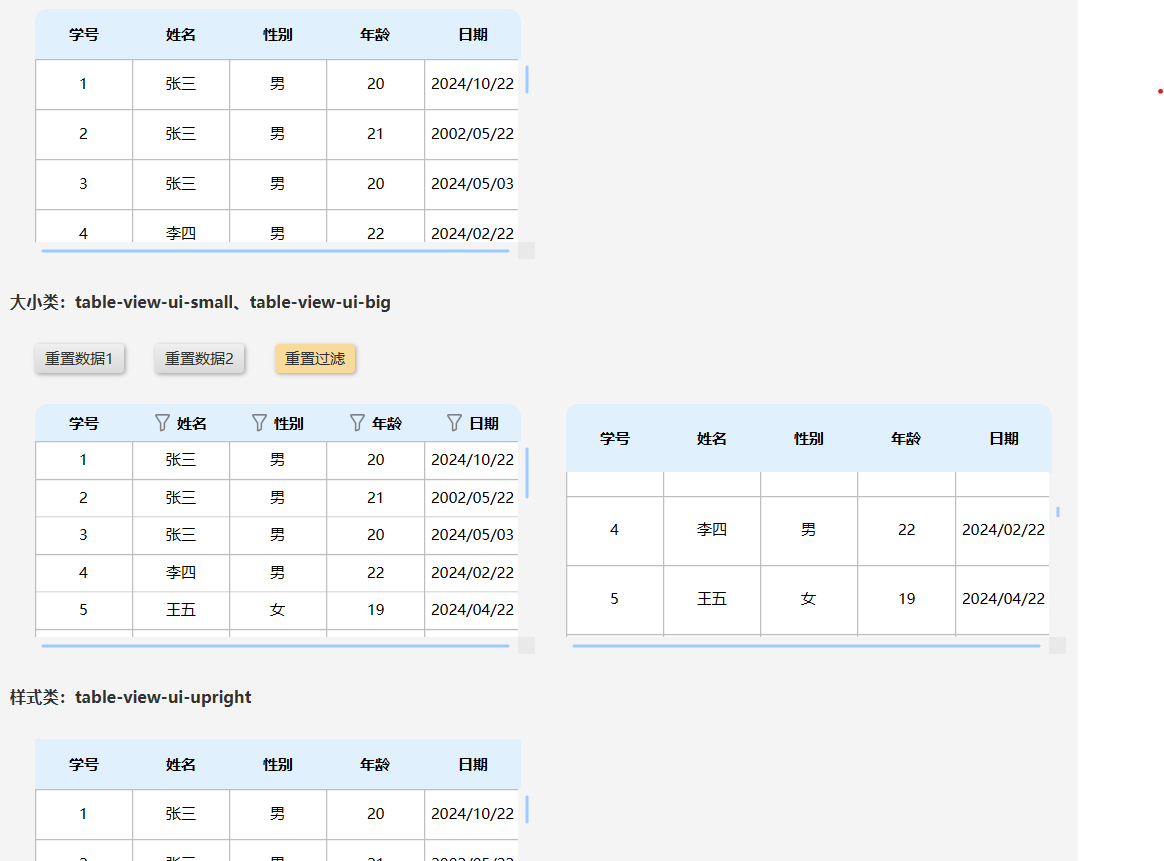 学号 姓名 性别 年龄 日期
1 张三 男 20 2024/10/22
2 张三 男 21 2002/05/22
3 张三 男 20 2024/05/03
4 李四 男 22 2024/02/22
大小类：table-view-ui-small、table-view-ui-big
重置数据1 重置数据2 重置过滤
学号 姓名 性别 年龄 日期
1 张三 男 20 2024/10/22
2 张三 男 21 2002/05/22
3 张三 男 20 2024/05/03
4 李四 男 22 2024/02/22
5 王五 女 19 2024/04/22
学号 姓名 性别 年龄 日期
4 李四 男 22 2024/02/22
5 王五 女 19 2024/04/22
样式类：table-view-ui-upright
学号 姓名 性别 年龄 日期
1 张三 男 20 2024/10/22